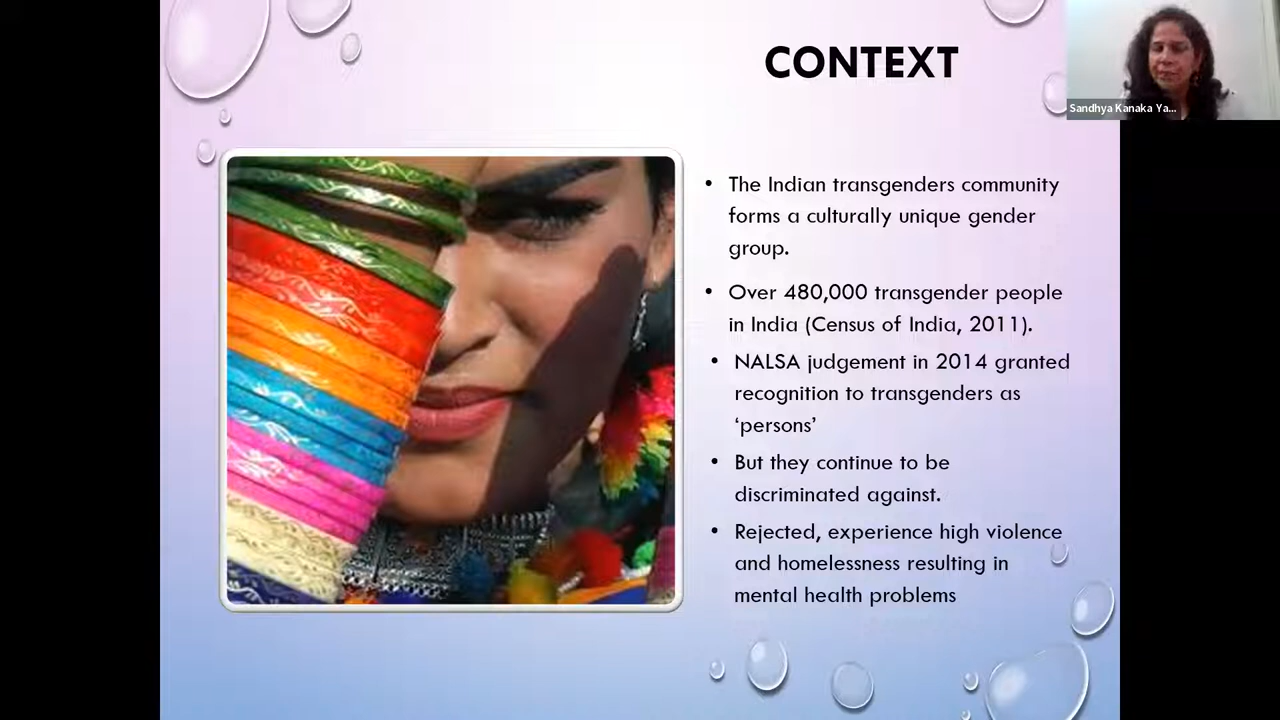 CONTEXT
Sandhya Kanaka Ya...
• The Indian transgenders community
forms a culturally unique gender
group.
• Over 480,000 transgender people
in India (Census of India, 2011).
• NALSA judgement in 2014 granted
recognition to transgenders as
‘persons’
• But they continue to be
discriminated against.
• Rejected, experience high violence
and homelessness resulting in
mental health problems